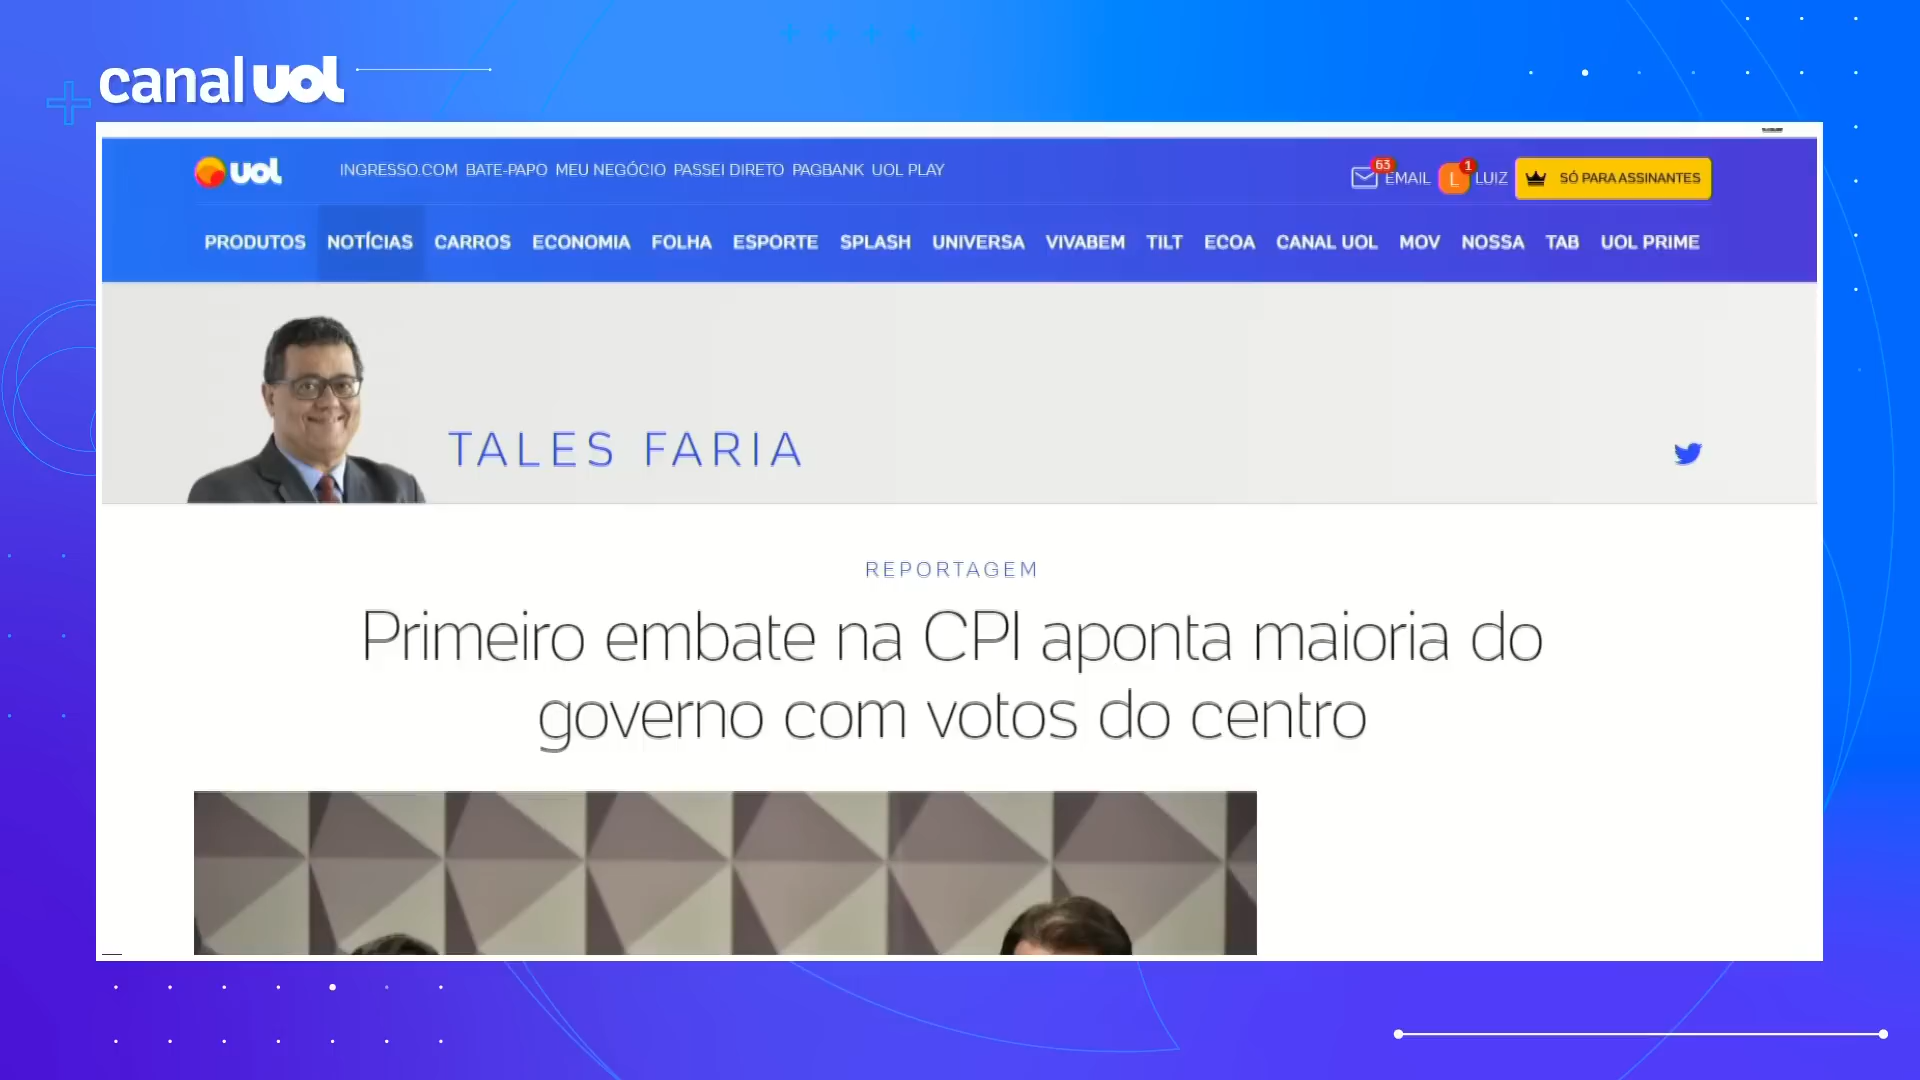 canal uol
uol
INGRESSO.COM BATE-PAPO MEU NEGÓCIO PASSEI DIRETO PAGBANK UOL PLAY
63
EMAIL
L
1
LUIZ
SÓ PARA ASSINANTES
PRODUTOS NOTÍCIAS CARROS ECONOMIA FOLHA ESPORTE SPLASH UNIVERSA VIVABEM TILT ECOA CANAL UOL MOV NOSSA TAB UOL PRIME
TALES FARIA
REPORTAGEM
Primeiro embate na CPI aponta maioria do
governo com votos do centro